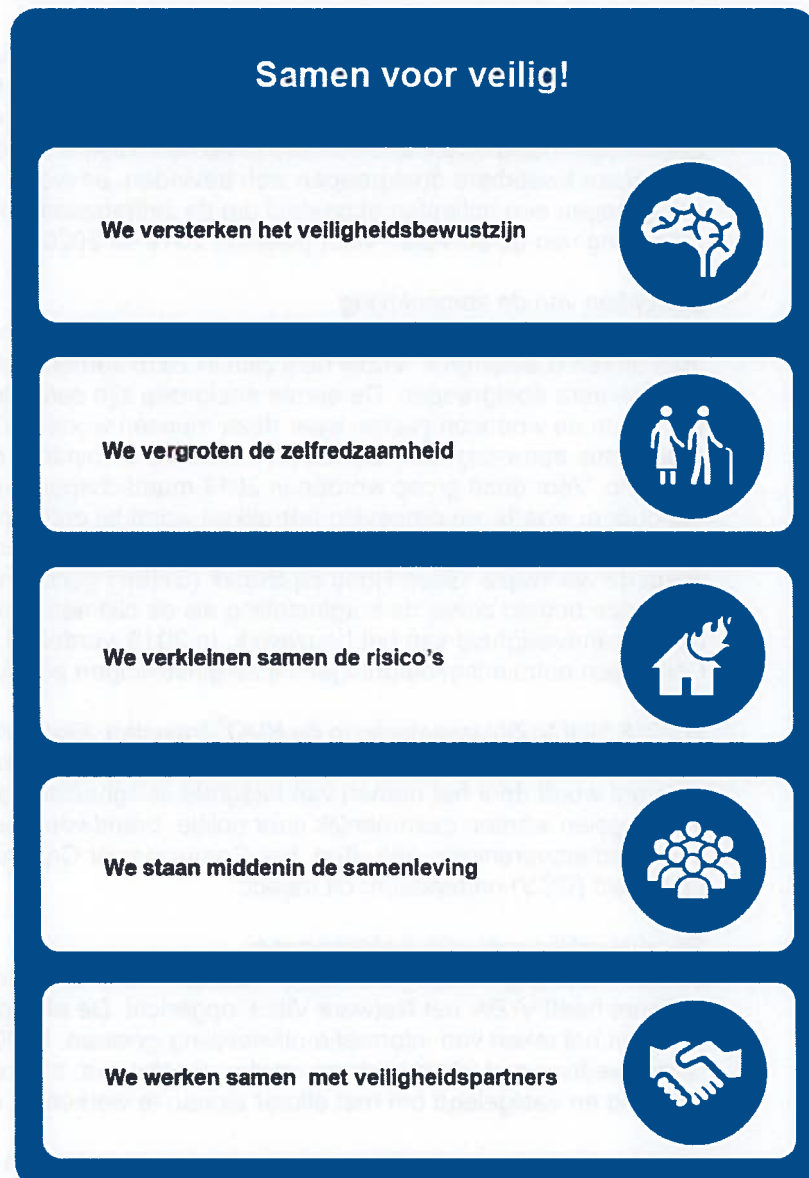 Samen voor veilig!
We versterken het veiligheidsbewustzijn
We vergroten de zelfredzaamheid
We verkleinen samen de risico's
We staan middenin de samenleving
We werken samen met veiligheidspartners